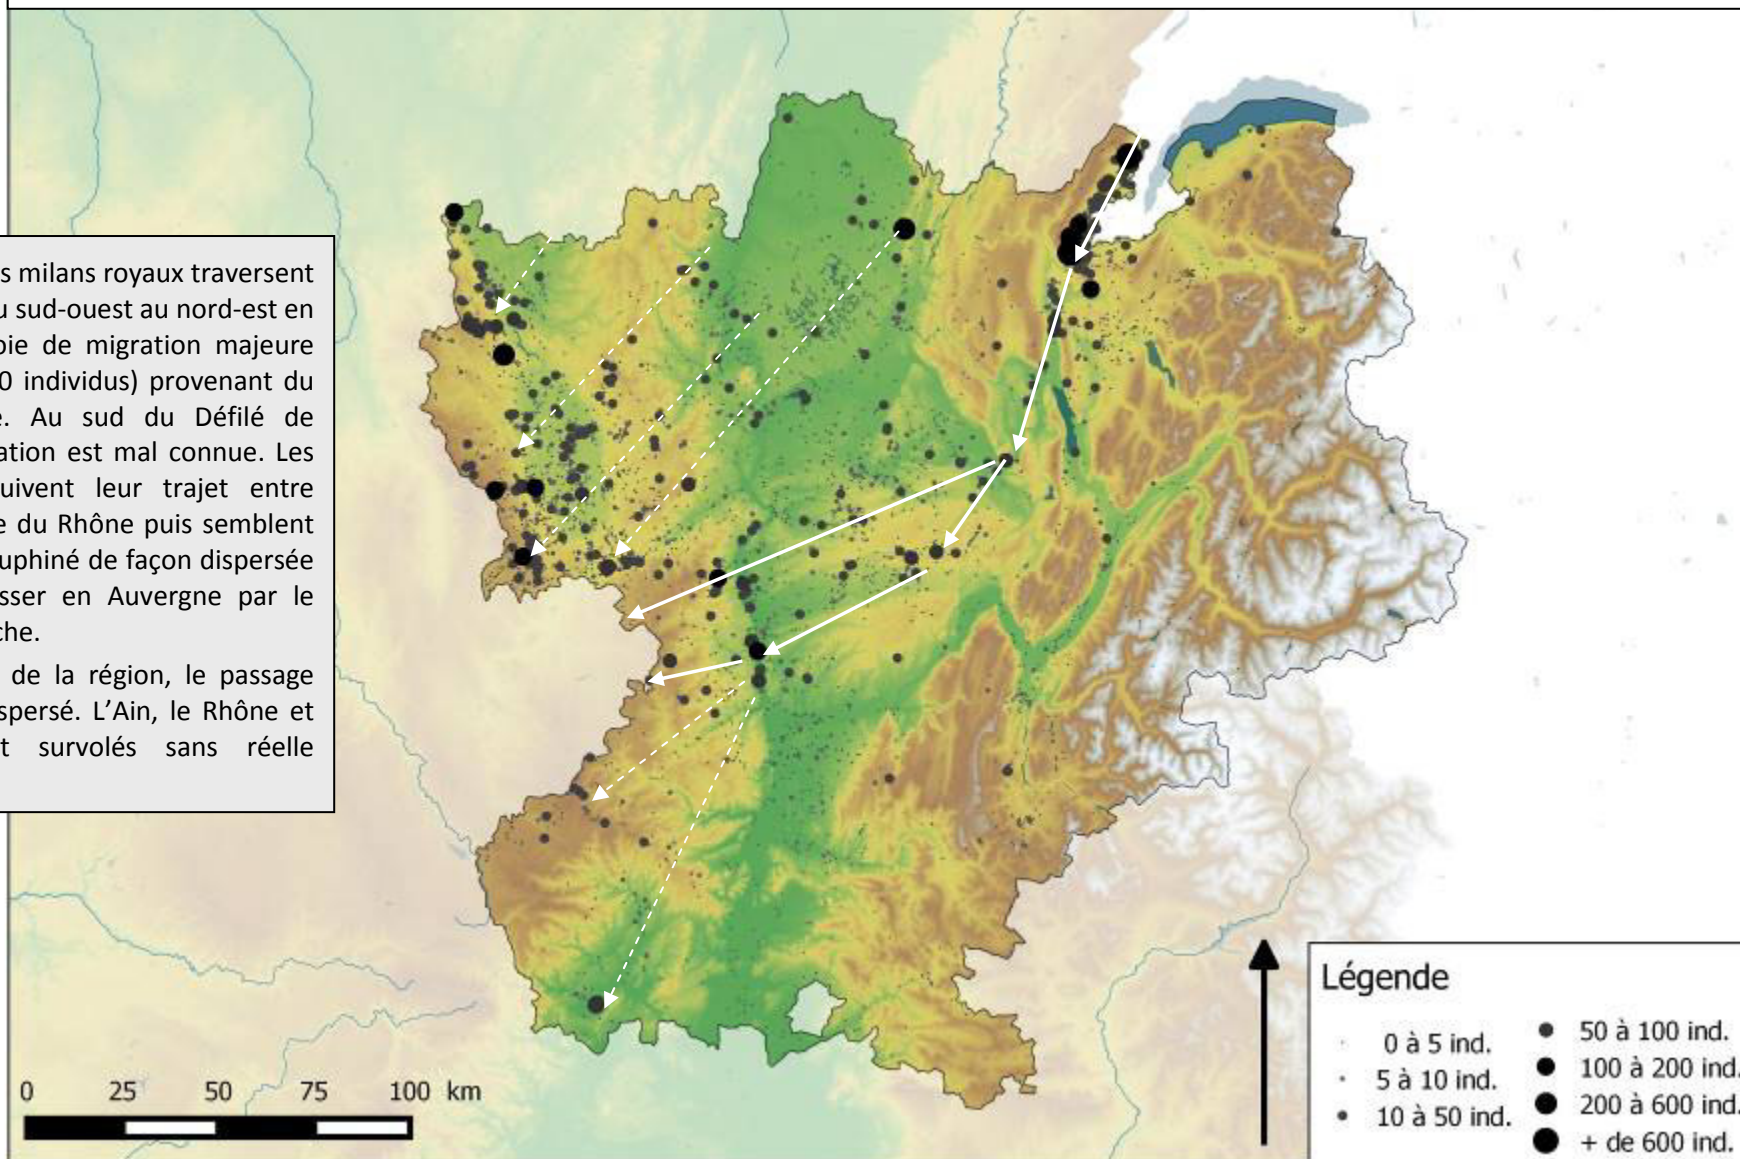 s milans royaux traversent
u sud-ouest au nord-est en
oie de migration majeure
0 individus) provenant du
. Au sud du Défilé de
ation est mal connue. Les
uivent leur trajet entre
e du Rhône puis semblent
auphiné de façon dispersée
sser en Auvergne par le
che.
de la région, le passage
spersé. L’Ain, le Rhône et
t survolés sans réelle
0 25 50 75 100 km
Légende
0 à 5 ind.
5 à 10 ind.
10 à 50 ind.
50 à 100 ind.
100 à 200 ind.
200 à 600 ind.
+ de 600 ind.